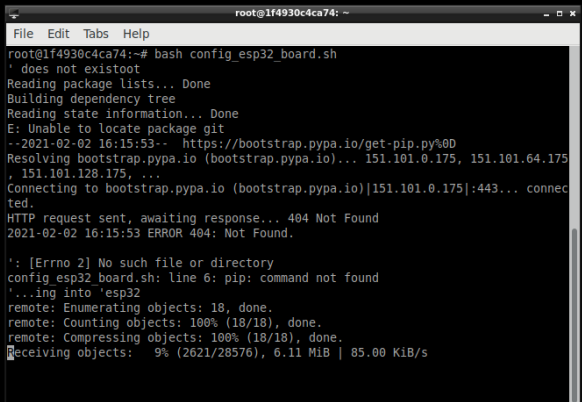 root@1f4930c4ca74: ~
File Edit Tabs Help
root@1f4930c4ca74:~# bash config_esp32_board.sh
' does not existoot
Reading package lists... Done
Building dependency tree
Reading state information... Done
E: Unable to locate package git
--2021-02-02 16:15:53--  https://bootstrap.pypa.io/get-pip.py%0D
Resolving bootstrap.pypa.io (bootstrap.pypa.io)... 151.101.0.175, 151.101.64.175
, 151.101.128.175, ...
Connecting to bootstrap.pypa.io (bootstrap.pypa.io)|151.101.0.175|:443... connec
ted.
HTTP request sent, awaiting response... 404 Not Found
2021-02-02 16:15:53 ERROR 404: Not Found.
': [Errno 2] No such file or directory
config_esp32_board.sh: line 6: pip: command not found
'...ing into 'esp32
remote: Enumerating objects: 18, done.
remote: Counting objects: 100% (18/18), done.
remote: Compressing objects: 100% (18/18), done.
Receiving objects:   9% (2621/28576), 6.11 MiB | 85.00 KiB/s